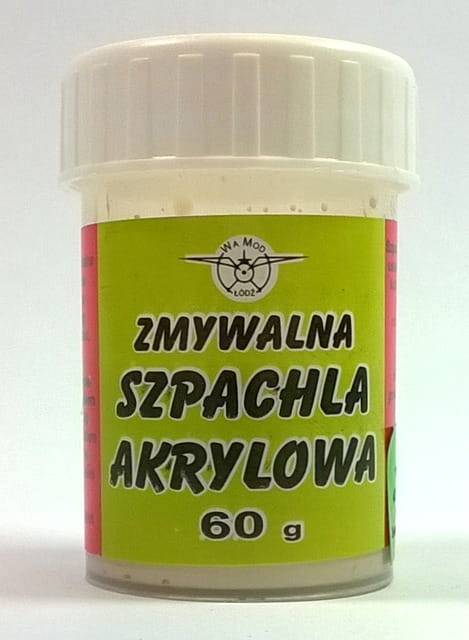 WA MOD
ŁÓDŹ
ZMYWALNA
SZPACHLA
AKRYLOWA
60 g